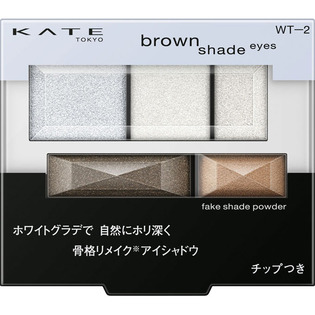 KATE
TOKYO
brown
shade eyes
WT-2
fake shade powder
ホワイトグラデで 自然にホリ深く
骨格リメイク※アイシャドウ
チップつき